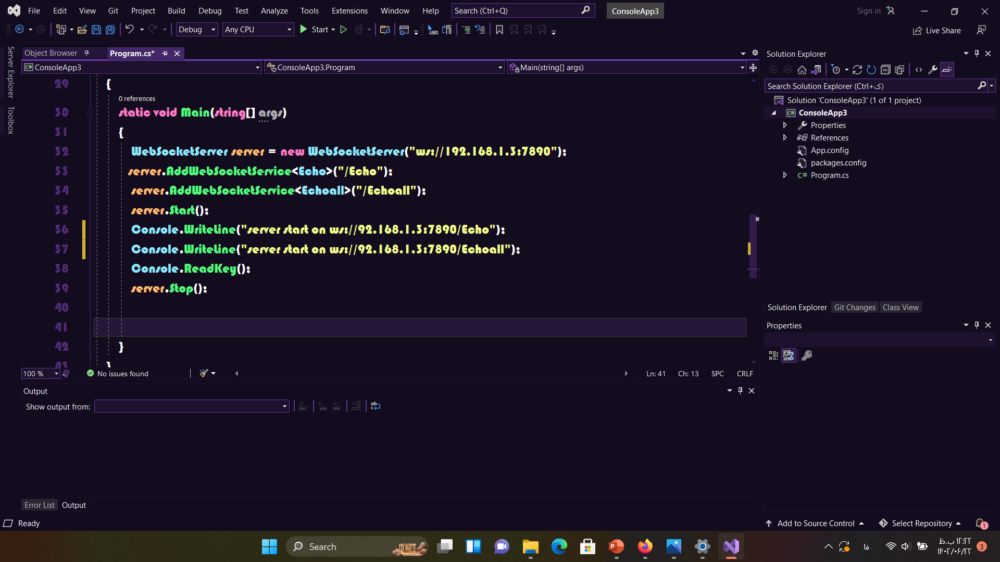 File Edit View Git Project Build Debug Test Analyze Tools Extensions Window Help Search (Ctrl+Q) ConsoleApp3 Sign in
Debug Any CPU Start Live Share
Server Explorer
Toolbox
Object Browser Program.cs*
ConsoleApp3 ConsoleApp3.Program Main(string[] args)
29 {
0 references
30 static void Main(string[] args)
31 {
32 WebSocketServer server = new WebSocketServer("ws://192.168.1.3:7890");
33 server.AddWebSocketService<Echo>("/Echo");
34 server.AddWebSocketService<Echoall>("/Echoall");
35 server.Start();
36 Console.WriteLine("server start on ws://92.168.1.3:7890/Echo");
37 Console.WriteLine("server start on ws://92.168.1.3:7890/Echoall");
38 Console.ReadKey();
39 server.Stop();
40
41
42 }
43 }
100 % No issues found Ln: 41 Ch: 13 SPC CRLF
Output
Show output from:
Error List Output
Solution Explorer
Search Solution Explorer (Ctrl+ک)
Solution 'ConsoleApp3' (1 of 1 project)
C# ConsoleApp3
Properties
References
App.config
packages.config
C# Program.cs
Solution Explorer Git Changes Class View
Properties
Ready Add to Source Control Select Repository 1
Search فا ۱۲:۲۲ ب.ظ
۱۴۰۲/۰۶/۲۲ 3